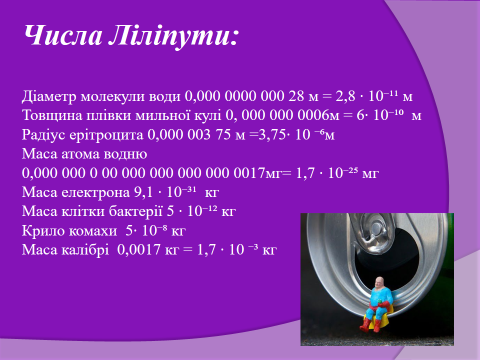 Числа Ліліпути:
Діаметр молекули води 0,000 0000 000 28 м = 2,8 · 10⁻¹¹ м
Товщина плівки мильної кулі 0, 000 000 0006м = 6· 10⁻¹⁰ м
Радіус ерітроцита 0,000 003 75 м =3,75· 10 ⁻⁶м
Маса атома водню
0,000 000 0 00 000 000 000 000 0017мг= 1,7 · 10⁻²⁵ мг
Маса електрона 9,1 · 10⁻³¹ кг
Маса клітки бактерії 5 · 10⁻¹² кг
Крило комахи 5· 10⁻⁸ кг
Маса калібрі 0,0017 кг = 1,7 · 10 ⁻³ кг